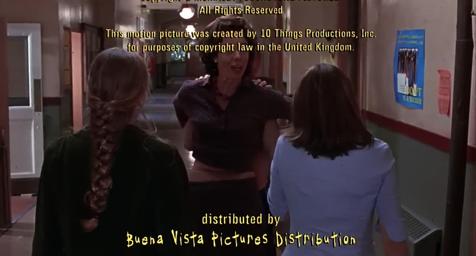 All Rights Reserved
This motion picture was created by 10 Things Productions, Inc.
for purposes of copyright law in the United Kingdom.
distributed by
Buena Vista Pictures Distribution